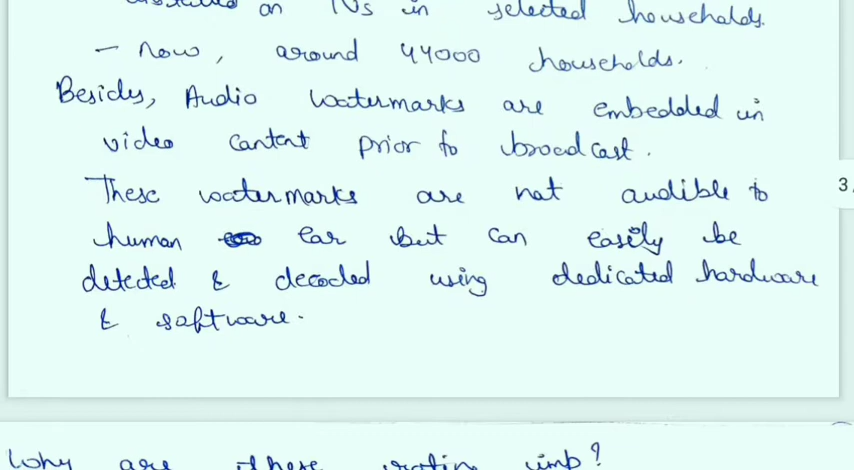 on TVs in selected households.
- Now, around 44000 households.
Besides, Audio watermarks are embedded in
video content prior to broadcast.
These watermarks are not audible to
human ear but can easily be
detected & decoded using dedicated hardware
& software.
3
Why are these rating imp?